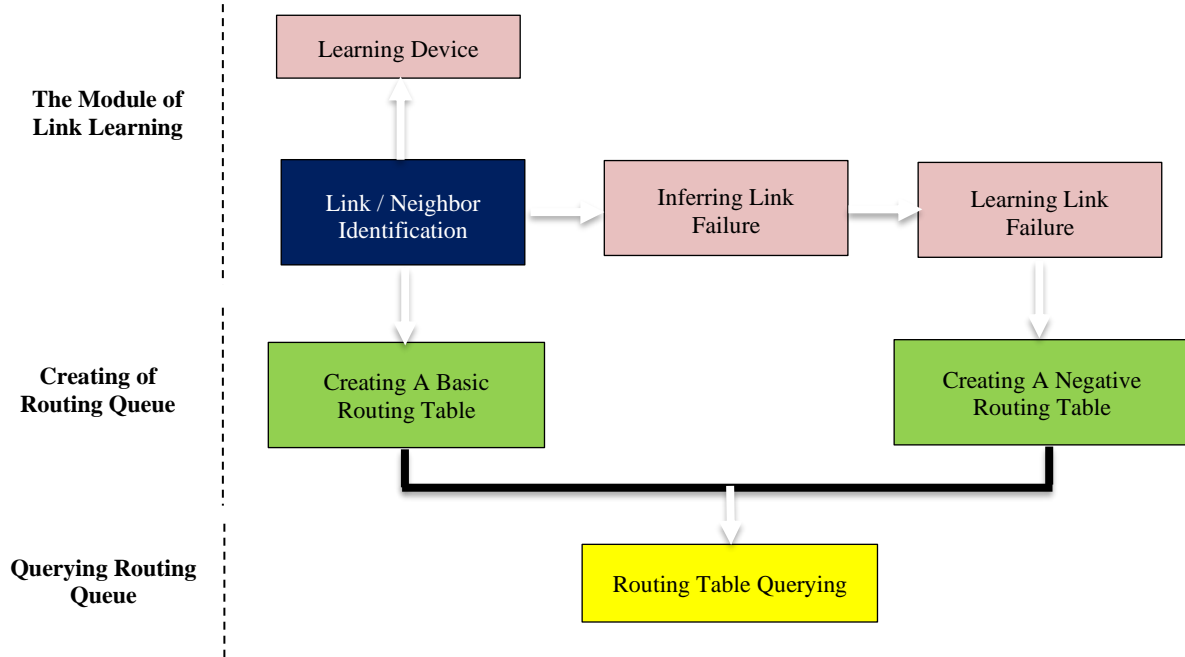 Learning Device
The Module of
Link Learning
Link / Neighbor
Identification
Inferring Link
Failure
Learning Link
Failure
Creating of
Routing Queue
Creating A Basic
Routing Table
Creating A Negative
Routing Table
Querying Routing
Queue
Routing Table Querying